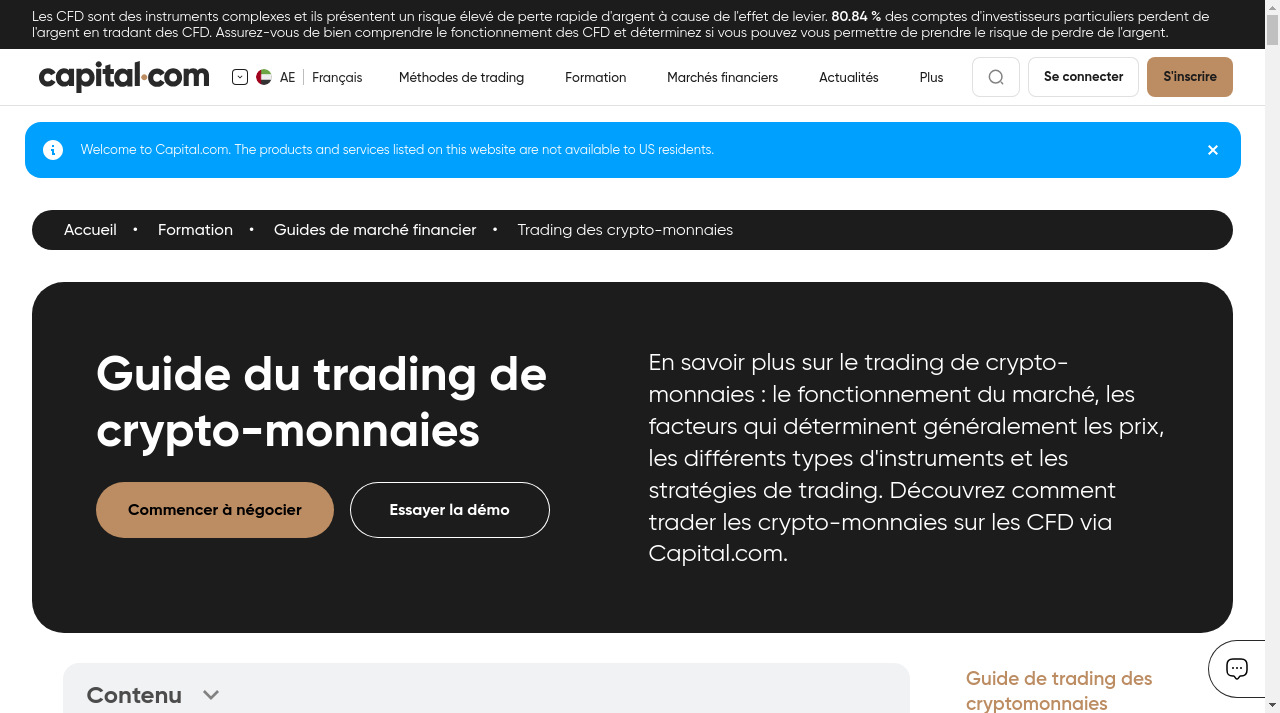 Les CFD sont des instruments complexes et ils présentent un risque élevé de perte rapide d'argent à cause de l'effet de levier. 80.84 % des comptes d'investisseurs particuliers perdent de
l'argent en tradant des CFD. Assurez-vous de bien comprendre le fonctionnement des CFD et déterminez si vous pouvez vous permettre de prendre le risque de perdre de l'argent.
capital.com AE Français Méthodes de trading Formation Marchés financiers Actualités Plus Se connecter S'inscrire
Welcome to Capital.com. The products and services listed on this website are not available to US residents.
Accueil • Formation • Guides de marché financier • Trading des crypto-monnaies
Guide du trading de
crypto-monnaies
Commencer à négocier Essayer la démo
En savoir plus sur le trading de crypto-
monnaies : le fonctionnement du marché, les
facteurs qui déterminent généralement les prix,
les différents types d'instruments et les
stratégies de trading. Découvrez comment
trader les crypto-monnaies sur les CFD via
Capital.com.
Contenu
Guide de trading des
cryptomonnaies